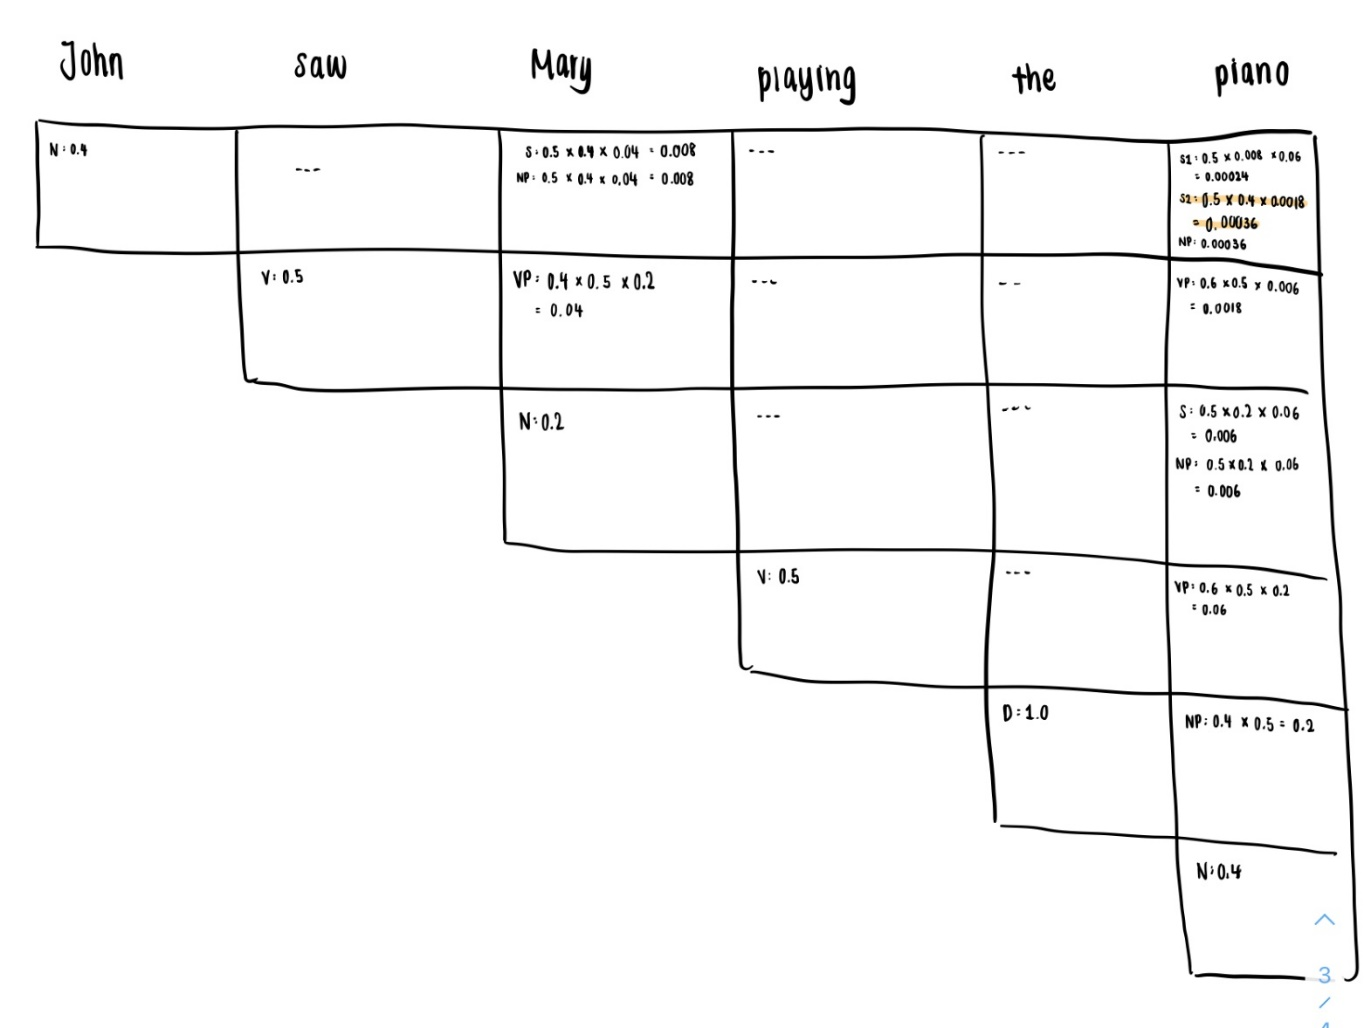 John saw Mary playing the piano
N: 0.4
---
S: 0.5 × 0.4 × 0.04 = 0.008
NP: 0.5 × 0.4 × 0.04 = 0.008
---
---
S1: 0.5 × 0.008 × 0.06
= 0.00024
S2: 0.5 × 0.4 × 0.0018
= 0.00036
NP: 0.00036
V: 0.5
VP: 0.4 × 0.5 × 0.2
= 0.04
---
--
VP: 0.6 × 0.5 × 0.006
= 0.0018
N: 0.2
---
---
S: 0.5 × 0.2 × 0.06
= 0.006
NP: 0.5 × 0.2 × 0.06
= 0.006
V: 0.5
---
VP: 0.6 × 0.5 × 0.2
= 0.06
D: 1.0
NP: 0.4 × 0.5 = 0.2
N: 0.4
3
/